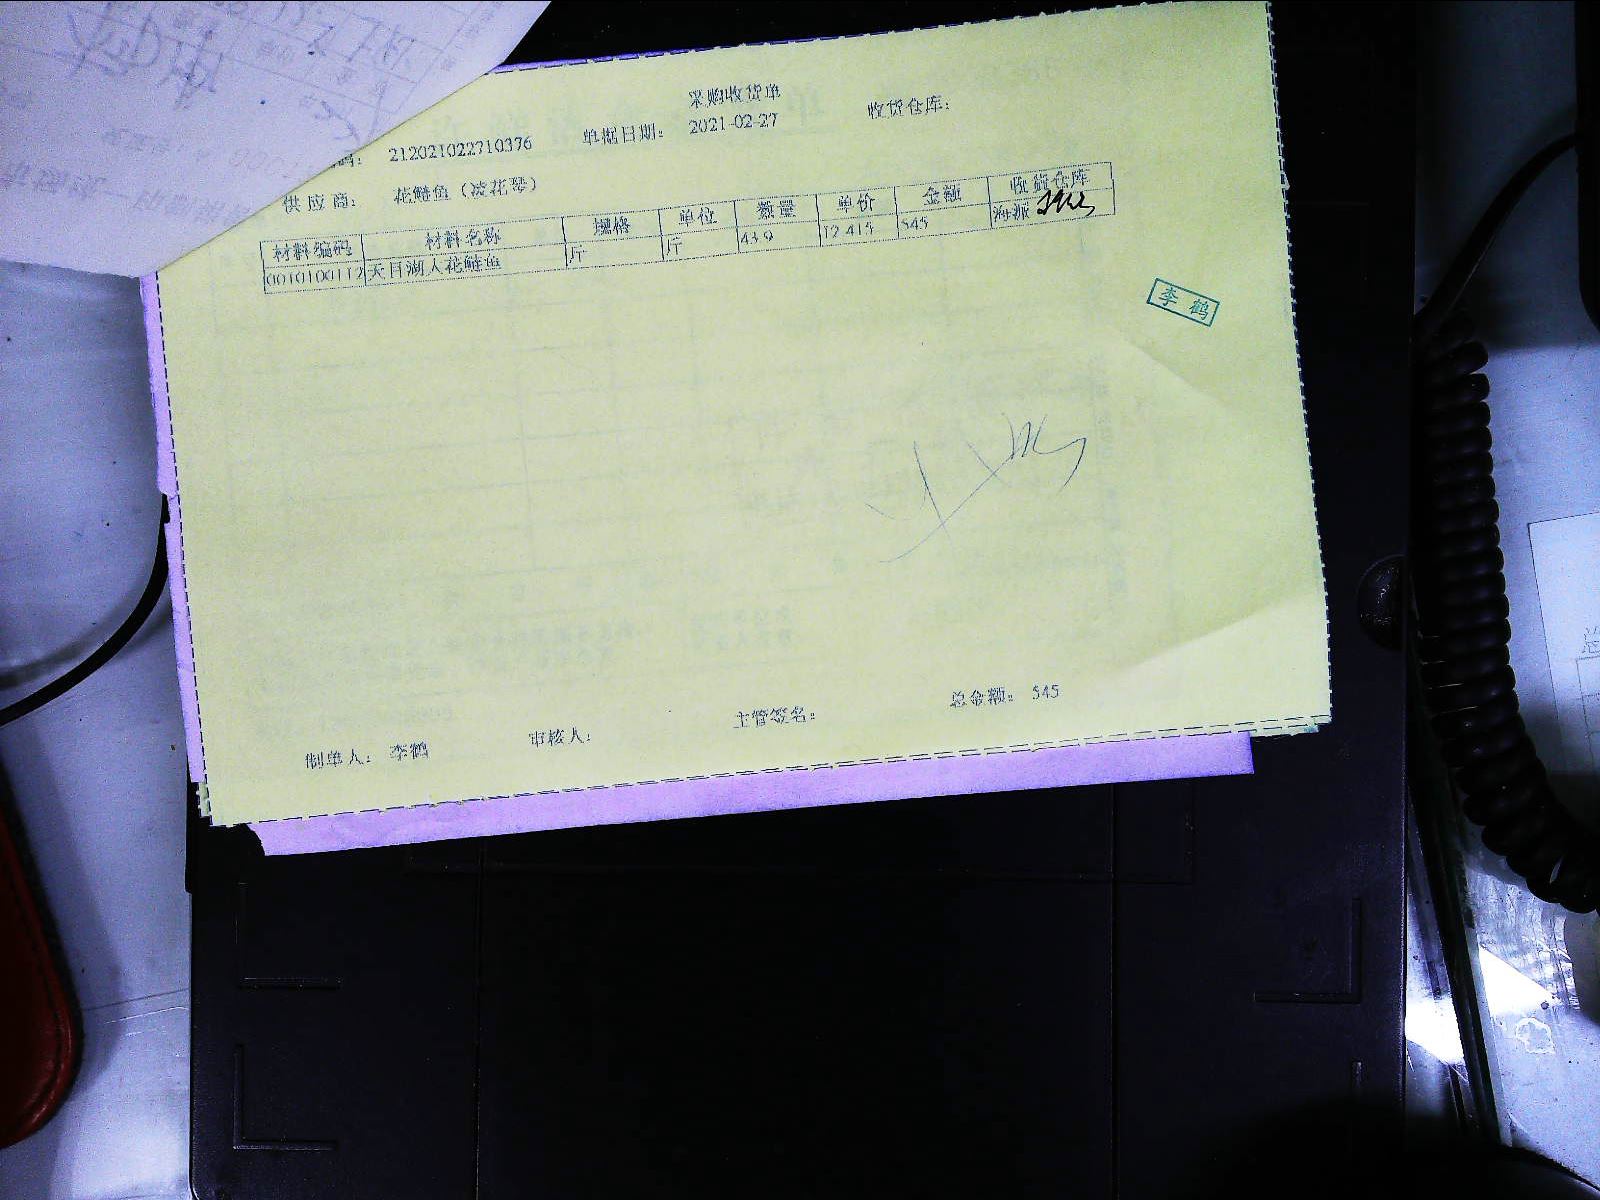 采购收货单
码： 212021022710376 单据日期： 2021-02-27 收货仓库：
供应商： 花鲢鱼（凌花琴）
材料编码 材料名称 规格 单位 数量 单价 金额 收货仓库
0010100112 天目湖人花鲢鱼 斤 斤 43.9 12.415 545 海派
李鹤
总金额： 545
制单人： 李鹤 审核人： 主管签名：